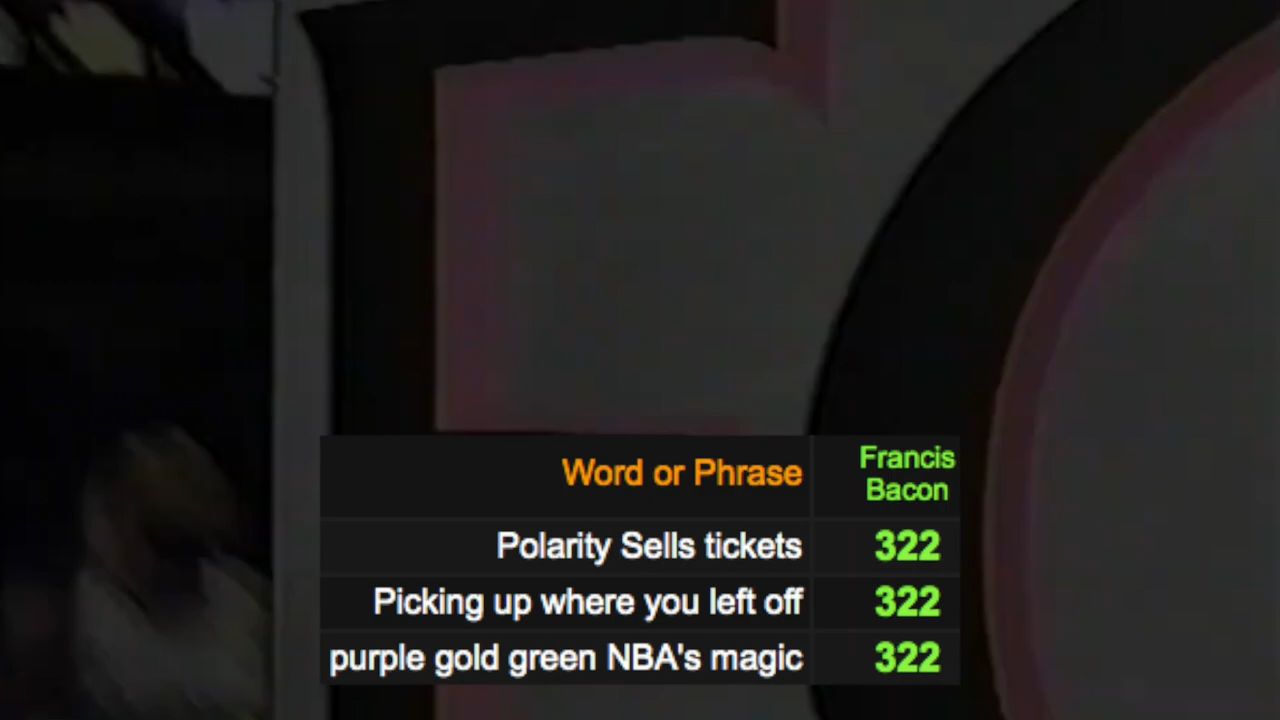 Word or Phrase Francis Bacon
Polarity Sells tickets 322
Picking up where you left off 322
purple gold green NBA's magic 322